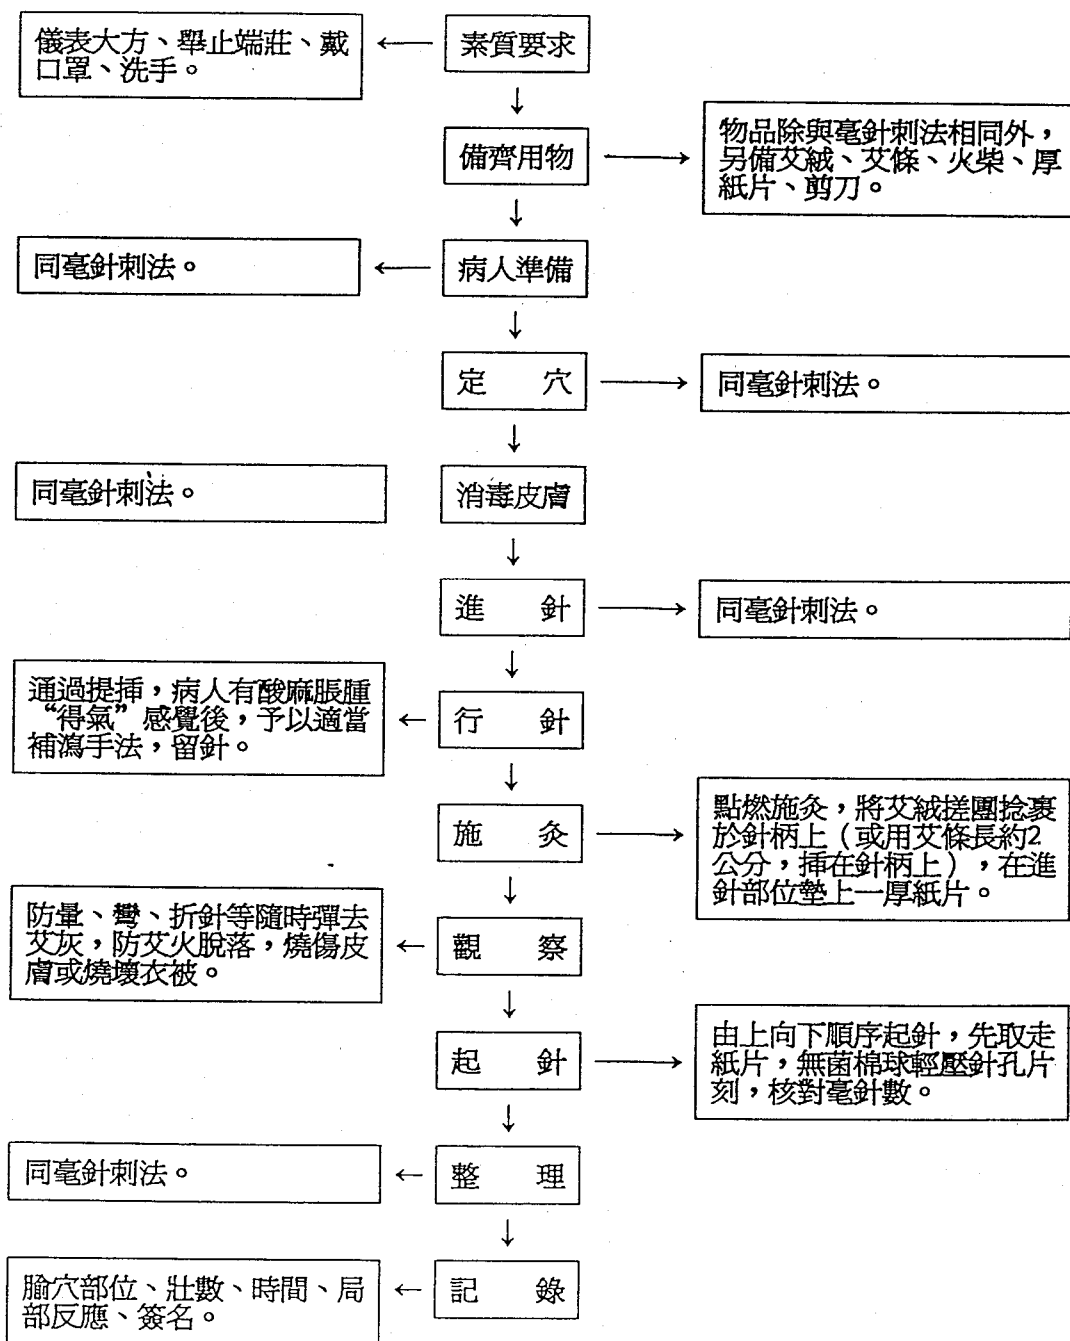 儀表大方、舉止端莊、戴
口罩、洗手。
素質要求
備齊用物
物品除與毫針刺法相同外，
另備艾絨、艾條、火柴、厚
紙片、剪刀。
同毫針刺法。
病人準備
定 穴
同毫針刺法。
同毫針刺法。
消毒皮膚
進 針
同毫針刺法。
通過提挿，病人有酸麻脹腫
“得氣”感覺後，予以適當
補瀉手法，留針。
行 針
施 灸
點燃施灸，將艾絨搓團捻裹
於針柄上（或用艾條長約2
公分，挿在針柄上），在進
針部位墊上一厚紙片。
防暈、彎、折針等隨時彈去
艾灰，防艾火脫落，燒傷皮
膚或燒壞衣被。
觀 察
起 針
由上向下順序起針，先取走
紙片，無菌棉球輕壓針孔片
刻，核對毫針數。
同毫針刺法。
整 理
腧穴部位、壯數、時間、局
部反應、簽名。
記 錄